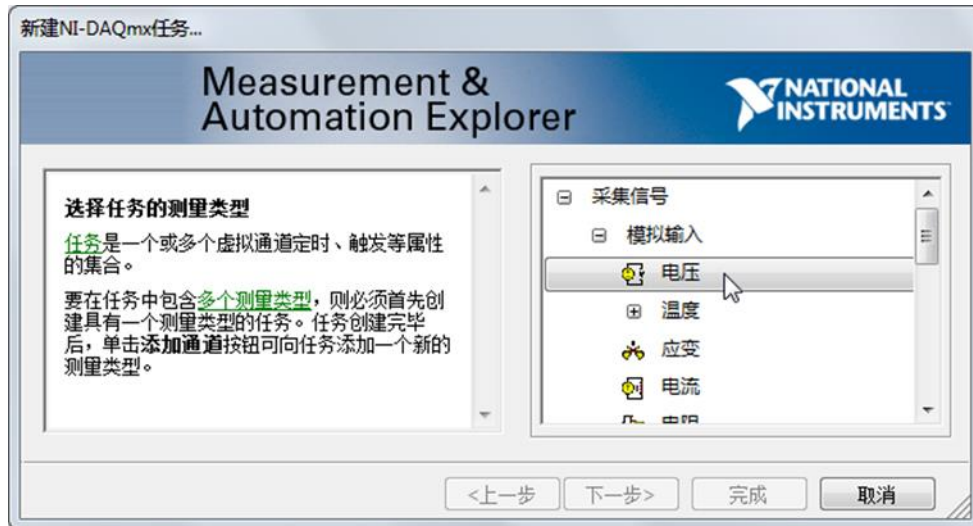 新建NI-DAQmx任务...
Measurement &
Automation Explorer
NATIONAL
INSTRUMENTS
选择任务的测量类型
任务是一个或多个虚拟通道定时、触发等属性
的集合。
要在任务中包含多个测量类型，则必须首先创
建具有一个测量类型的任务。任务创建完毕
后，单击添加通道按钮可向任务添加一个新的
测量类型。
采集信号
模拟输入
电压
温度
应变
电流
电阻
<上一步
下一步>
完成
取消